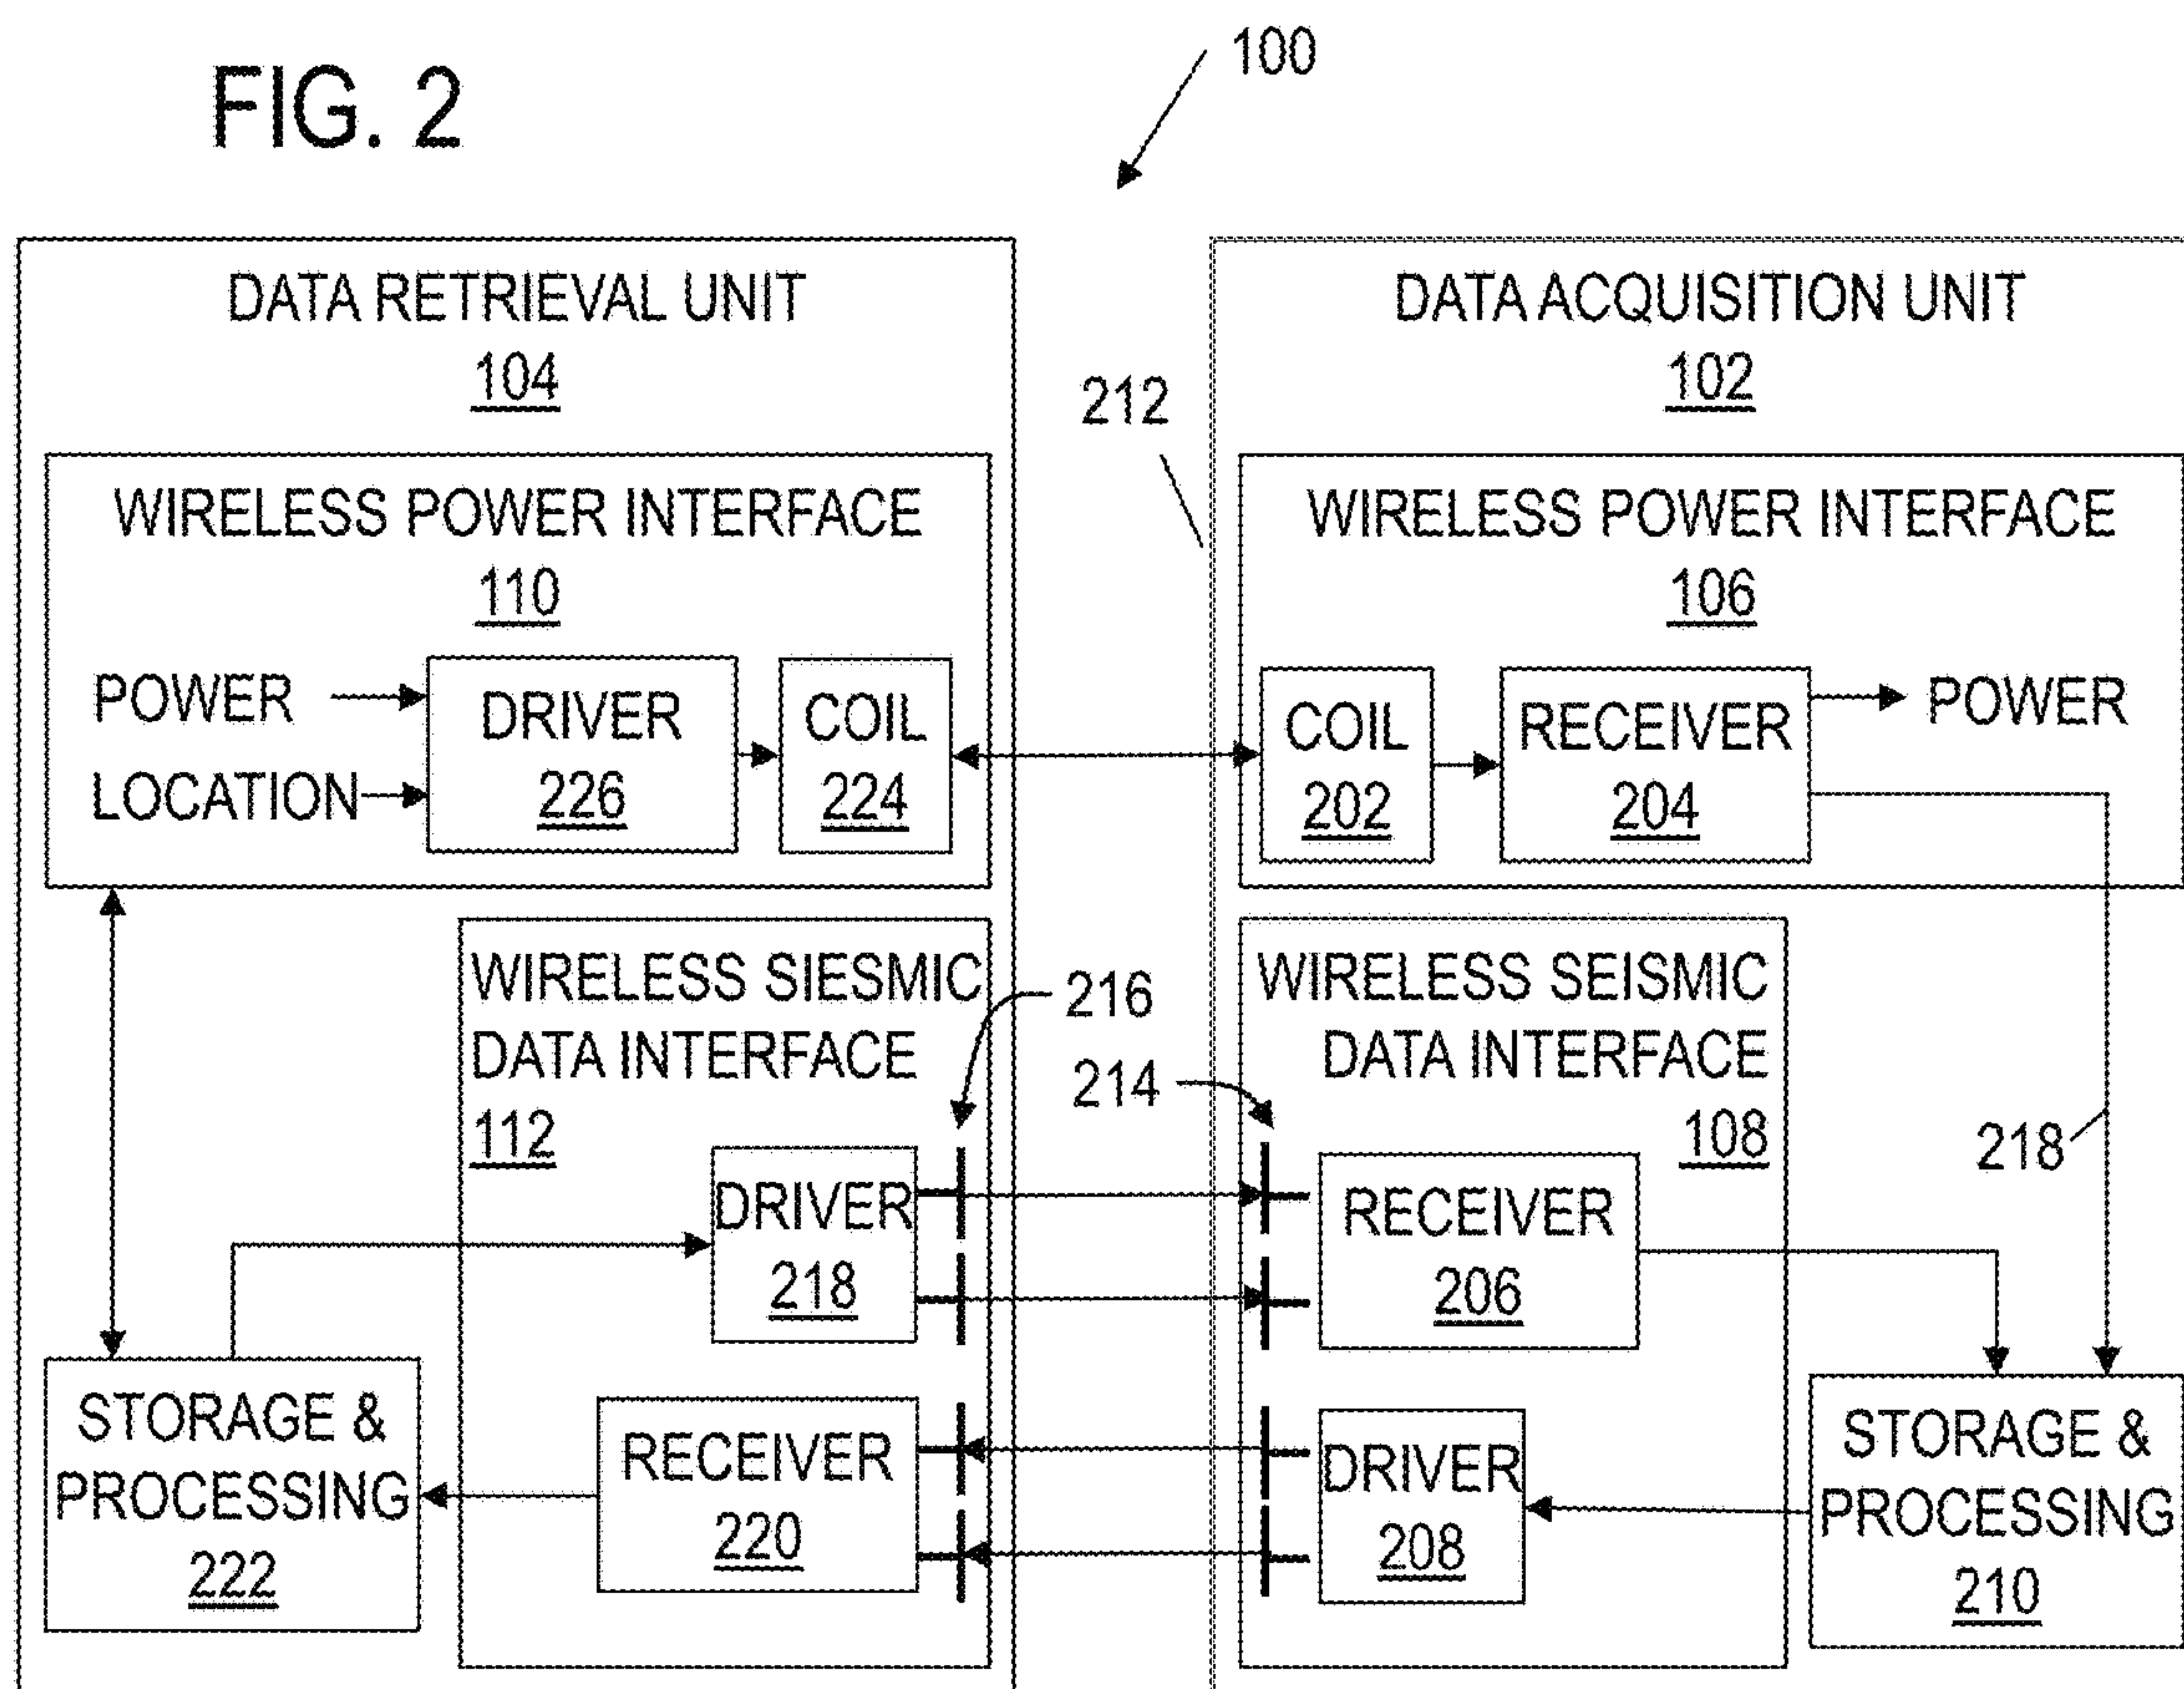 FIG. 2
100
DATA RETRIEVAL UNIT
104
WIRELESS POWER INTERFACE
110
POWER
LOCATION
DRIVER
226
COIL
224
212
DATA ACQUISITION UNIT
102
WIRELESS POWER INTERFACE
106
COIL
202
RECEIVER
204
POWER
WIRELESS SIESMIC
DATA INTERFACE
112
216
214
DRIVER
218
RECEIVER
220
STORAGE &
PROCESSING
222
WIRELESS SEISMIC
DATA INTERFACE
108
218
RECEIVER
206
DRIVER
208
STORAGE &
PROCESSING
210